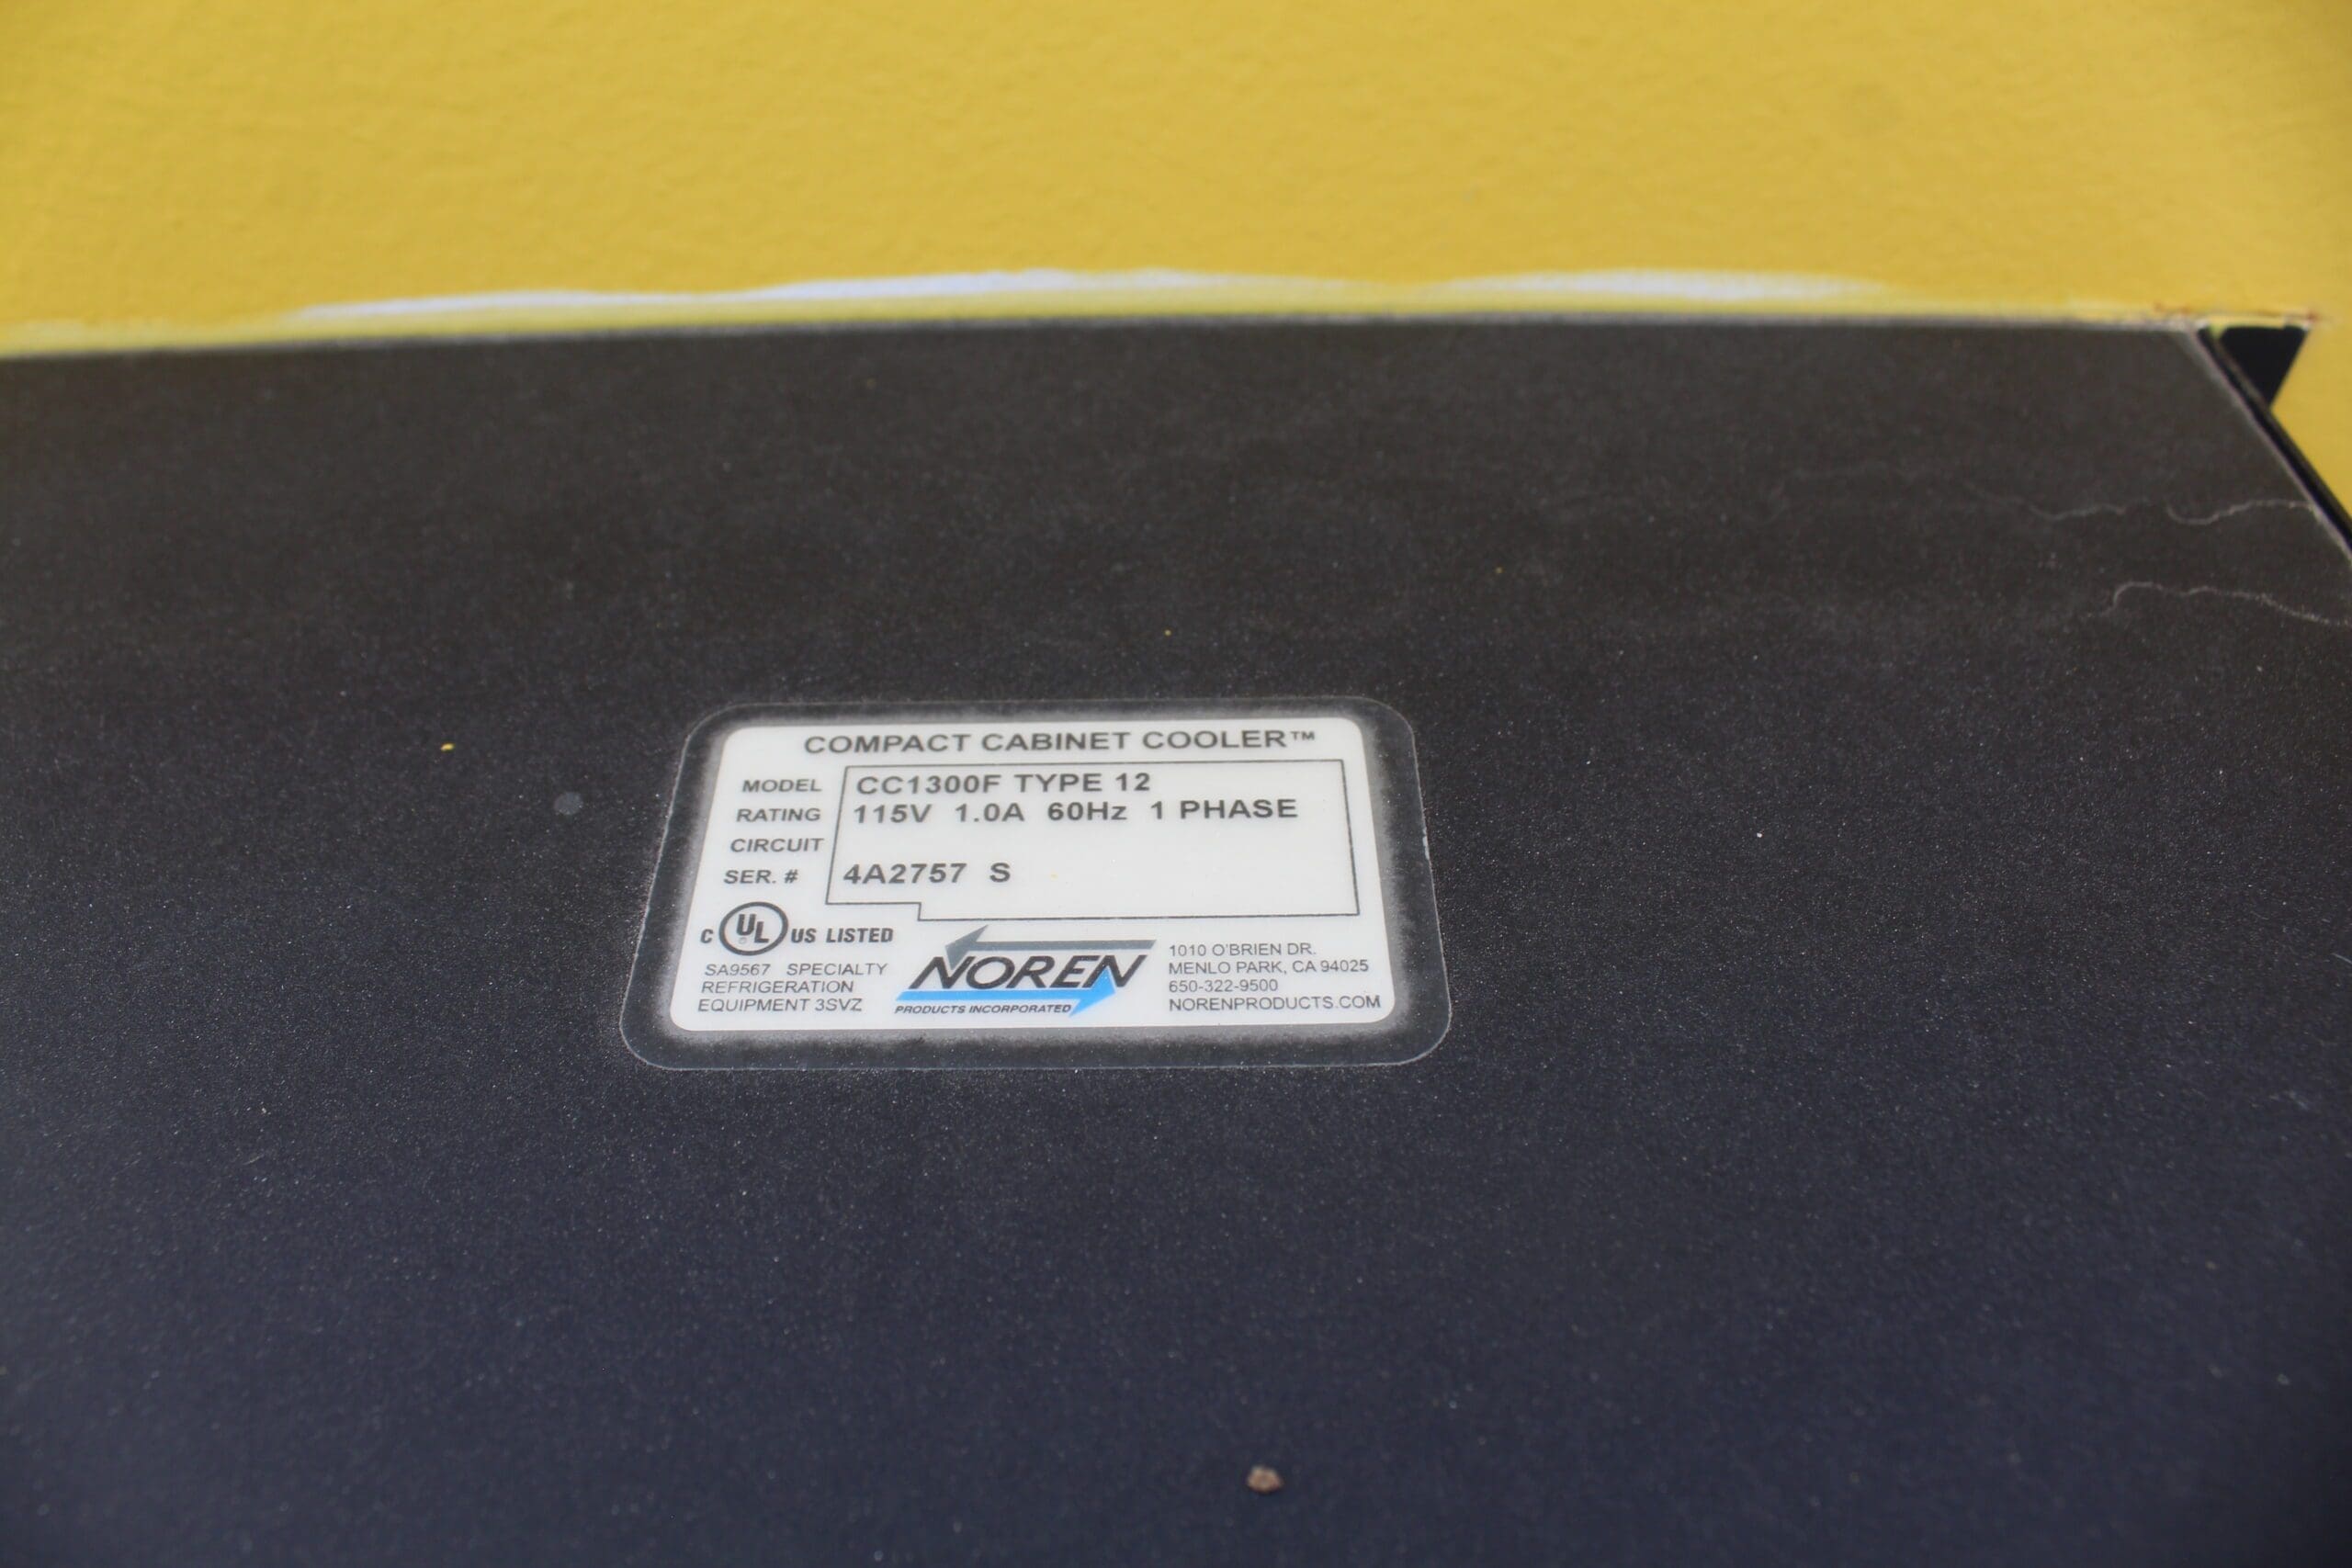 COMPACT CABINET COOLER™
MODEL CC1300F TYPE 12
RATING 115V 1.0A 60Hz 1 PHASE
CIRCUIT
SER. # 4A2757 S
C UL US LISTED
SA9567 SPECIALTY
REFRIGERATION
EQUIPMENT 3SVZ
NOREN
PRODUCTS INCORPORATED
1010 O'BRIEN DR.
MENLO PARK, CA 94025
650-322-9500
NORENPRODUCTS.COM